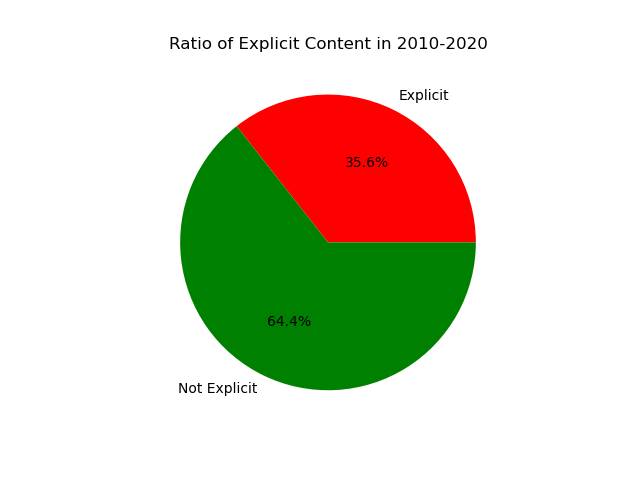 Ratio of Explicit Content in 2010-2020
Explicit
35.6%
64.4%
Not Explicit